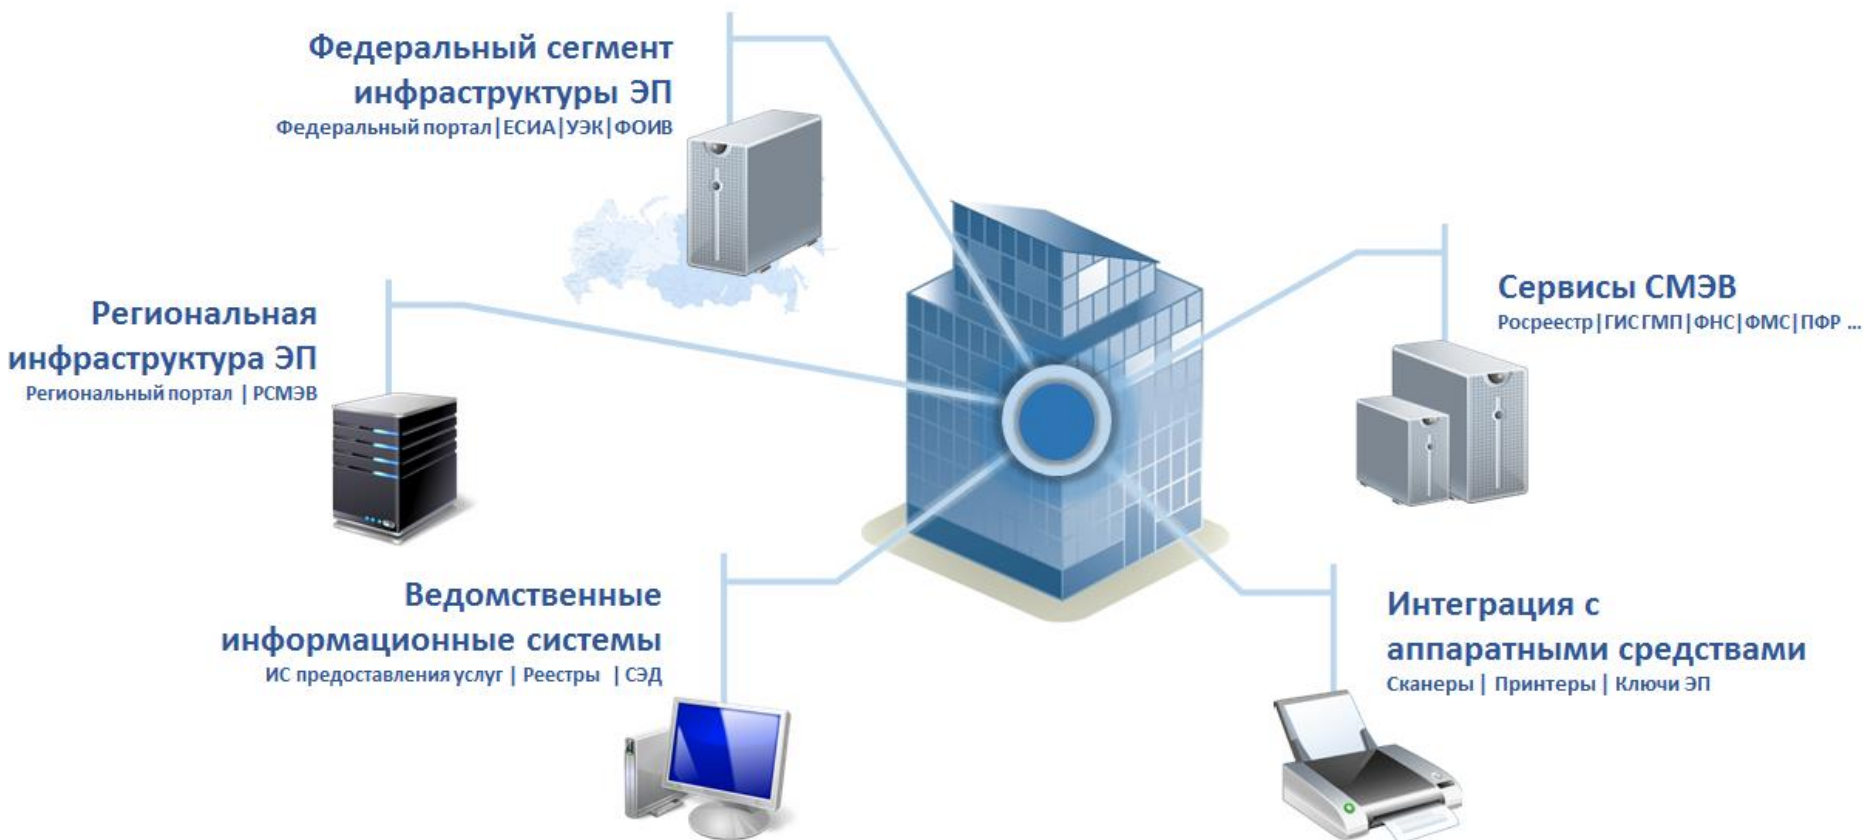 Федеральный сегмент
инфраструктуры ЭП
Федеральный портал|ЕСИА|УЭК|ФОИВ
Региональная
инфраструктура ЭП
Региональный портал | РСМЭВ
Сервисы СМЭВ
Росреестр|ГИС ГМП|ФНС|ФМС|ПФР ...
Ведомственные
информационные системы
ИС предоставления услуг | Реестры | СЭД
Интеграция с
аппаратными средствами
Сканеры | Принтеры | Ключи ЭП